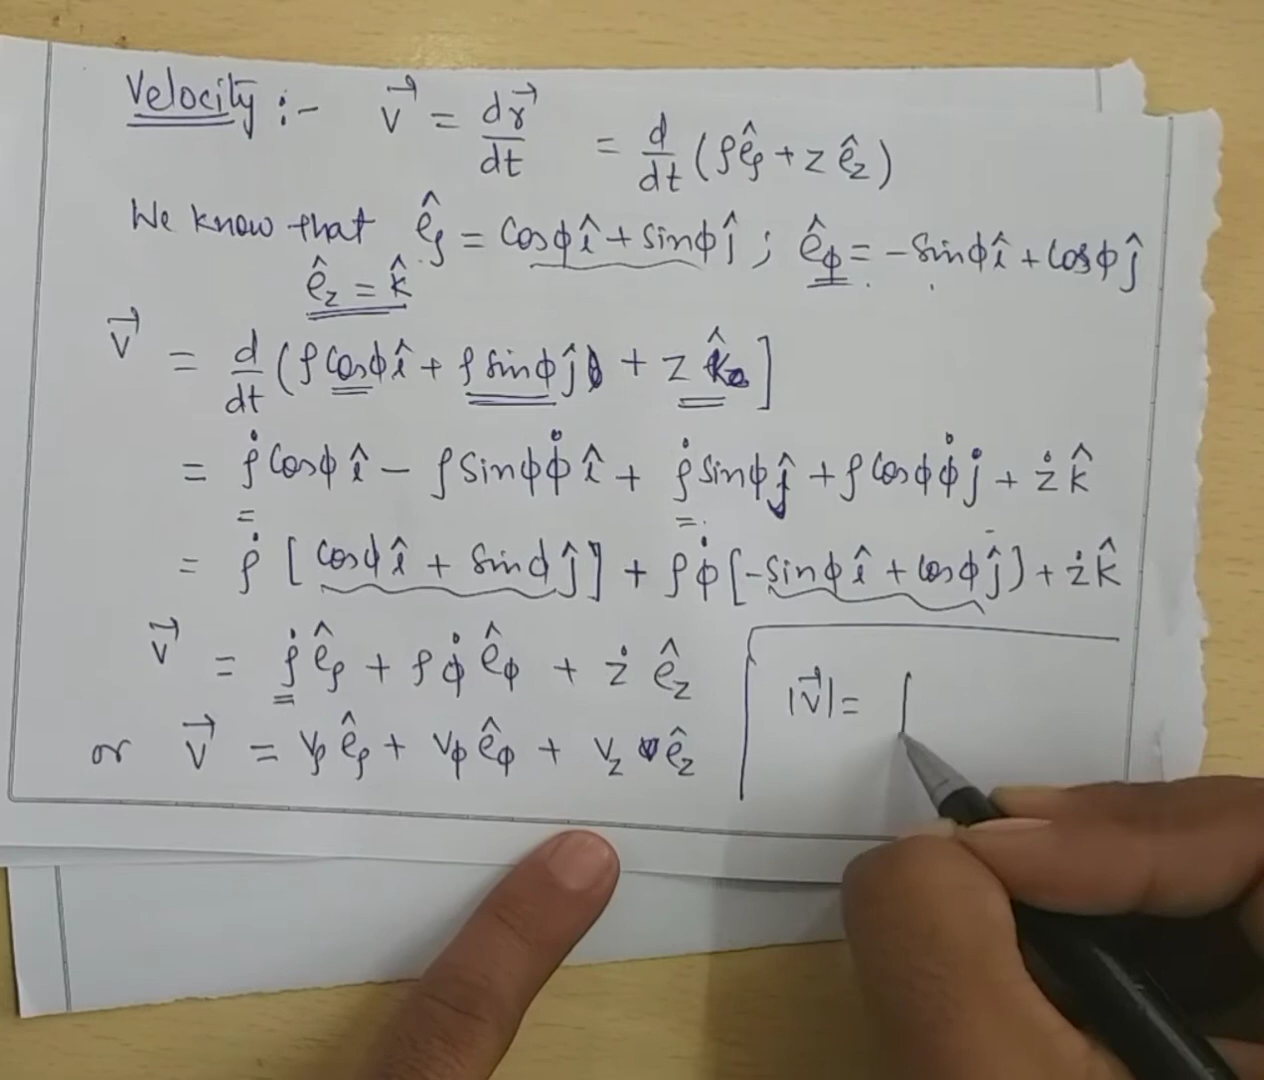 Velocity :- v⃗ = dr⃗/dt = d/dt (ρê_ρ + z ê_z)
We know that ê_ρ = Cosϕ î + sinϕ ĵ ; ê_ϕ = -Sinϕ î + Cosϕ ĵ
ê_z = k̂
v⃗ = d/dt (ρ Cosϕ î + ρ sinϕ ĵ + z k̂]
= ρ̇ Cosϕ î - ρ Sinϕ ϕ̇ î + ρ̇ Sinϕ ĵ + ρ Cosϕ ϕ̇ ĵ + ż k̂
= ρ̇ [Cosϕ î + Sinϕ ĵ] + ρ ϕ̇ [-Sinϕ î + Cosϕ ĵ) + ż k̂
v⃗ = ρ̇ ê_ρ + ρ ϕ̇ ê_ϕ + ż ê_z
or v⃗ = v_ρ ê_ρ + v_ϕ ê_ϕ + v_z ê_z
|v⃗| =